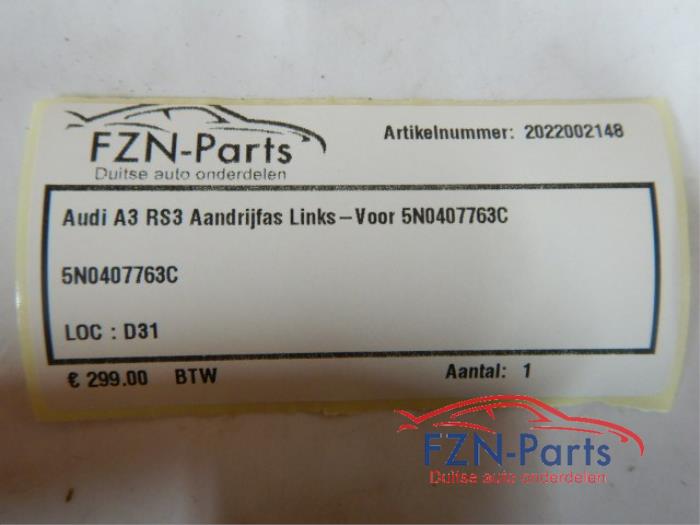 FZN-Parts
Duitse auto onderdelen
Artikelnummer: 2022002148
Audi A3 RS3 Aandrijfas Links-Voor 5N0407763C
5N0407763C
LOC : D31
€ 299.00 BTW
Aantal: 1
FZN-Parts
Duitse auto onderdelen